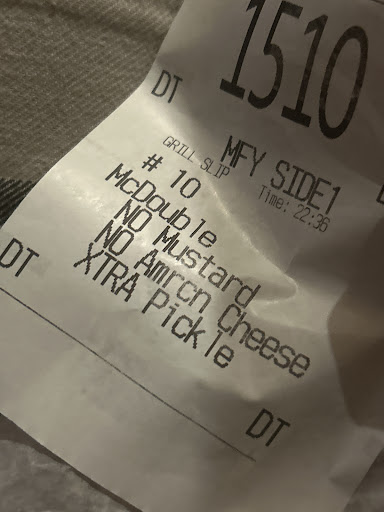 1510
DT
MFY SIDE1
GRILL SLIP Time: 22:36
# 10
McDouble
NO Mustard
NO Amrcn Cheese
XTRA Pickle
DT
DT